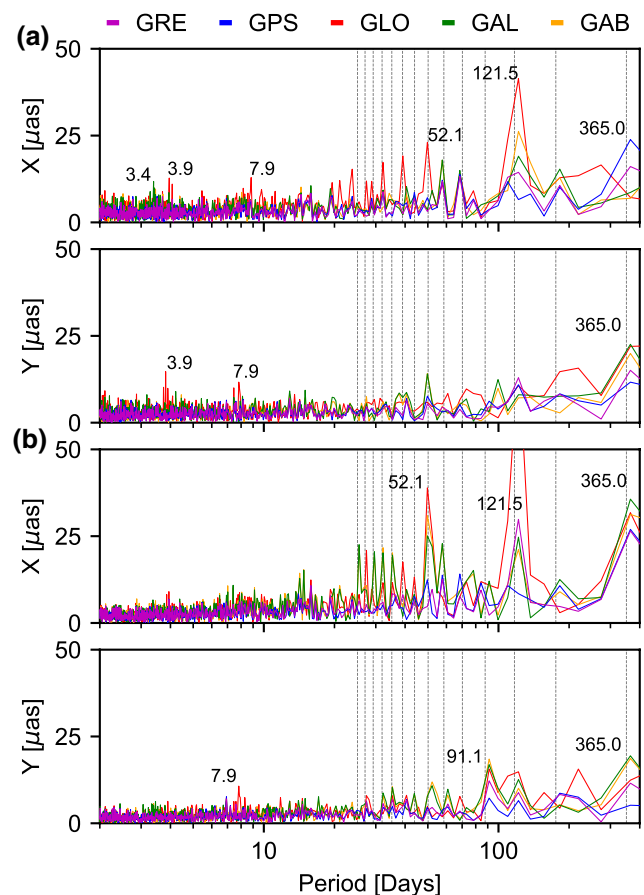 GRE GPS GLO GAL GAB
(a)
50
25
0
X [μas]
3.4 3.9 7.9 52.1 121.5 365.0
50
25
0
Y [μas]
3.9 7.9 365.0
(b)
50
25
0
X [μas]
52.1 121.5 365.0
50
25
0
Y [μas]
7.9 91.1 365.0
10 100
Period [Days]